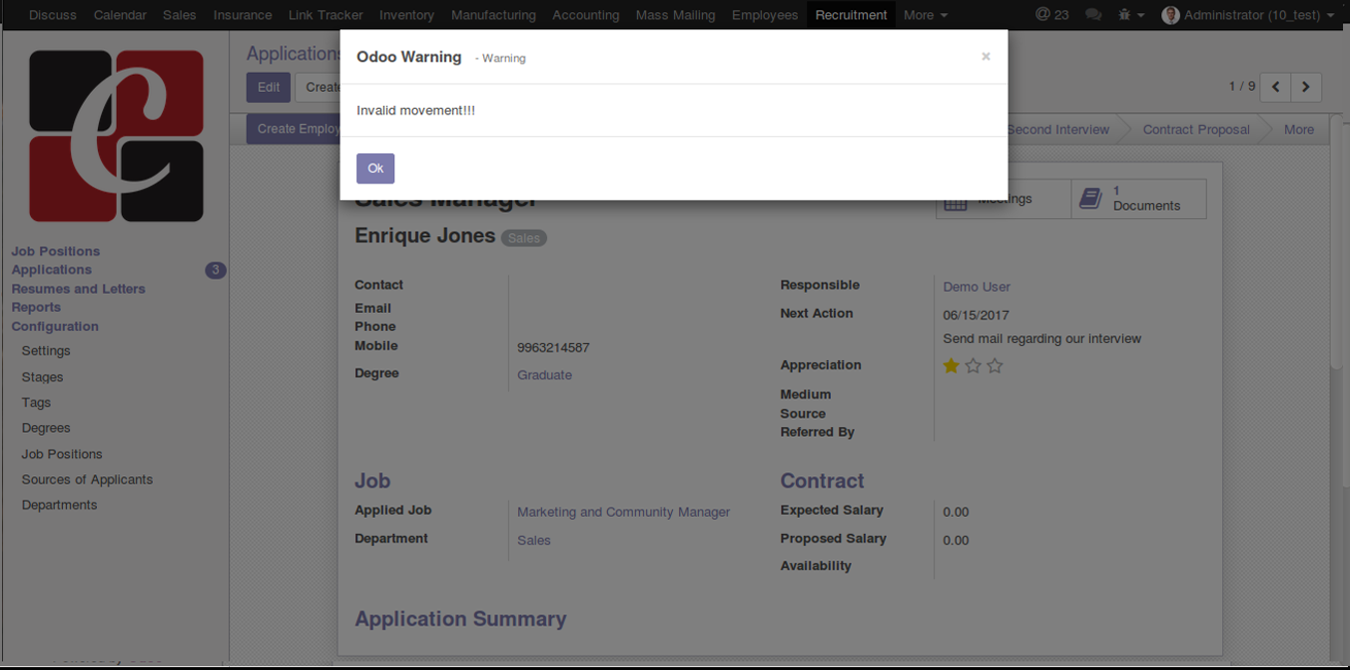 Discuss Calendar Sales Insurance Link Tracker Inventory Manufacturing Accounting Mass Mailing Employees Recruitment More @ 23 Administrator (10_test)
Odoo Warning - Warning ×
Invalid movement!!!
Ok
Applications
Edit Create
1 / 9
Create Employ
Second Interview Contract Proposal More
C
Job Positions
Applications 3
Resumes and Letters
Reports
Configuration
Settings
Stages
Tags
Degrees
Job Positions
Sources of Applicants
Departments
Meetings
1
Documents
Sales Manager
Enrique Jones Sales
Contact
Email
Phone
Mobile 9963214587
Degree Graduate
Responsible Demo User
Next Action 06/15/2017
Send mail regarding our interview
Appreciation
Medium
Source
Referred By
Job
Applied Job Marketing and Community Manager
Department Sales
Contract
Expected Salary 0.00
Proposed Salary 0.00
Availability
Application Summary